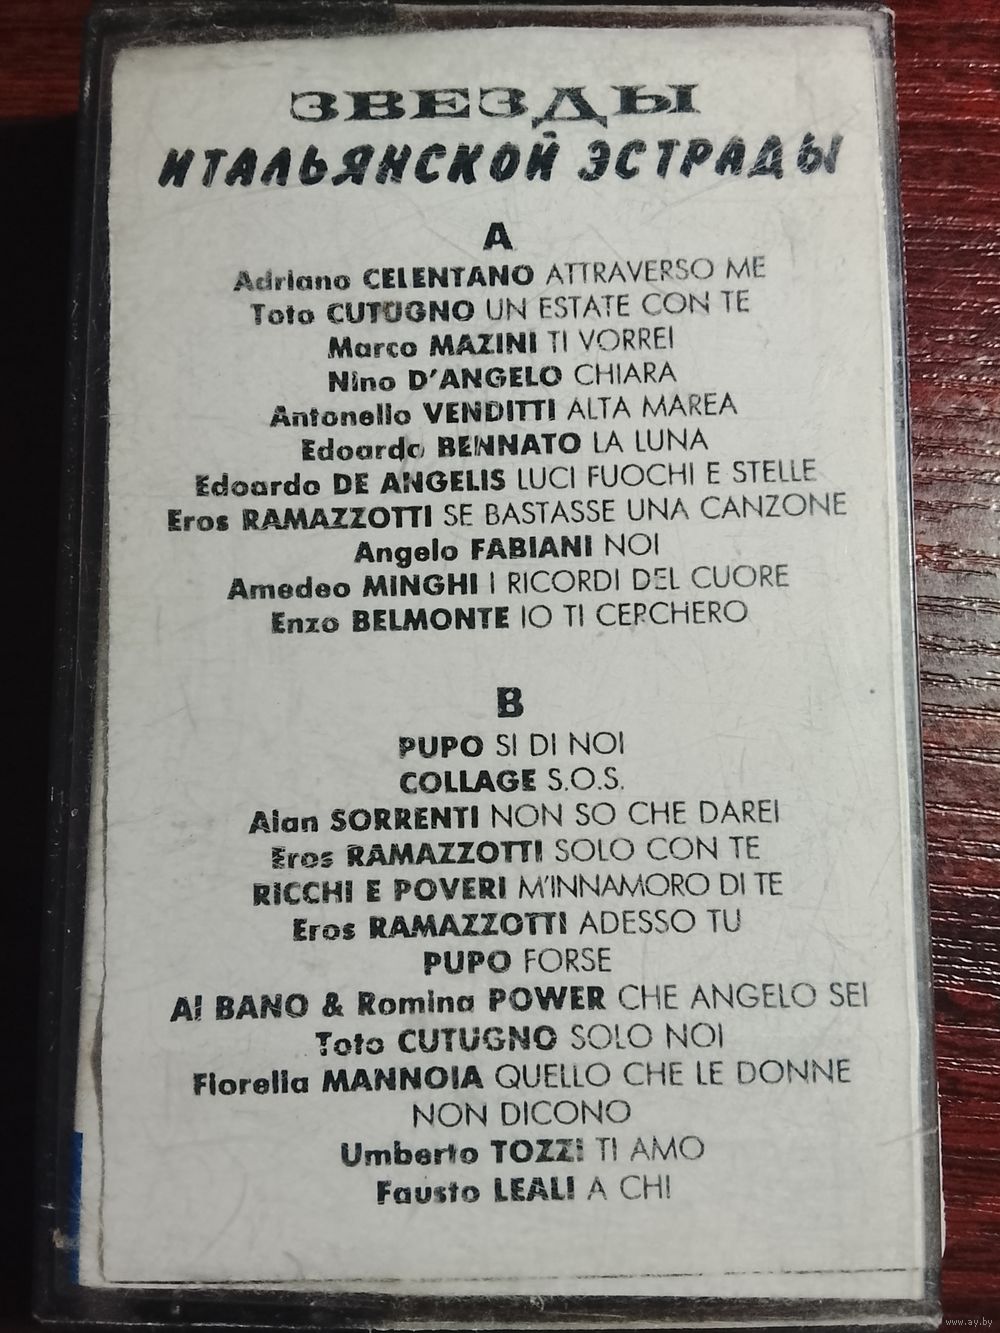 ЗВЕЗДЫ
ИТАЛЬЯНСКОЙ ЭСТРАДЫ
A
Adriano CELENTANO ATTRAVERSO ME
Toto CUTUGNO UN ESTATE CON TE
Marco MAZINI TI VORREI
Nino D'ANGELO CHIARA
Antonello VENDITTI ALTA MAREA
Edoardo BENNATO LA LUNA
Edoardo DE ANGELIS LUCI FUOCHI E STELLE
Eros RAMAZZOTTI SE BASTASSE UNA CANZONE
Angelo FABIANI NOI
Amedeo MINGHI I RICORDI DEL CUORE
Enzo BELMONTE IO TI CERCHERO
B
PUPO SI DI NOI
COLLAGE S.O.S.
Alan SORRENTI NON SO CHE DAREI
Eros RAMAZZOTTI SOLO CON TE
RICCHI E POVERI M'INNAMORO DI TE
Eros RAMAZZOTTI ADESSO TU
PUPO FORSE
Al BANO & Romina POWER CHE ANGELO SEI
Toto CUTUGNO SOLO NOI
Fiorella MANNOIA QUELLO CHE LE DONNE
NON DICONO
Umberto TOZZI TI AMO
Fausto LEALI A CHI
www.ay.by